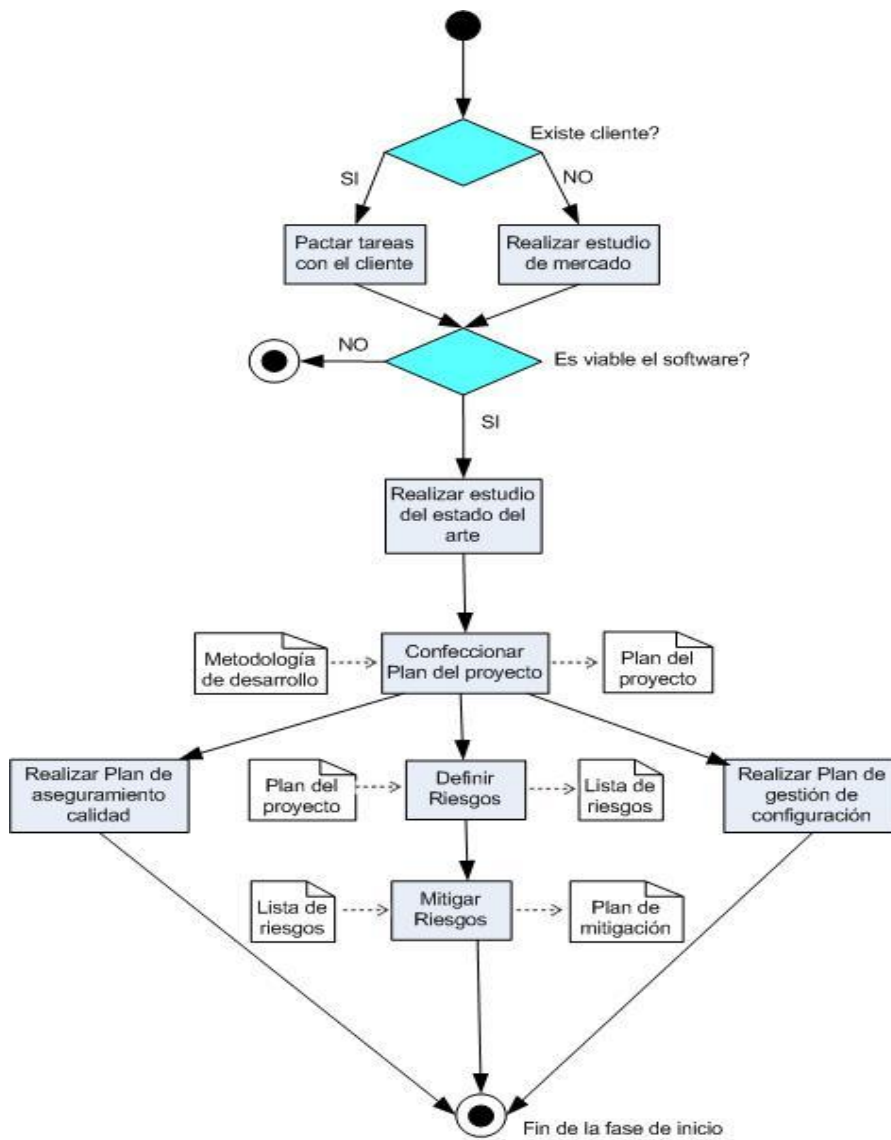 Existe cliente?
SI
NO
Pactar tareas
con el cliente
Realizar estudio
de mercado
NO
Es viable el software?
SI
Realizar estudio
del estado del
arte
Metodología
de desarrollo
Confeccionar
Plan del proyecto
Plan del
proyecto
Realizar Plan de
aseguramiento
calidad
Plan del
proyecto
Definir
Riesgos
Lista de
riesgos
Realizar Plan de
gestión de
configuración
Lista de
riesgos
Mitigar
Riesgos
Plan de
mitigación
Fin de la fase de inicio